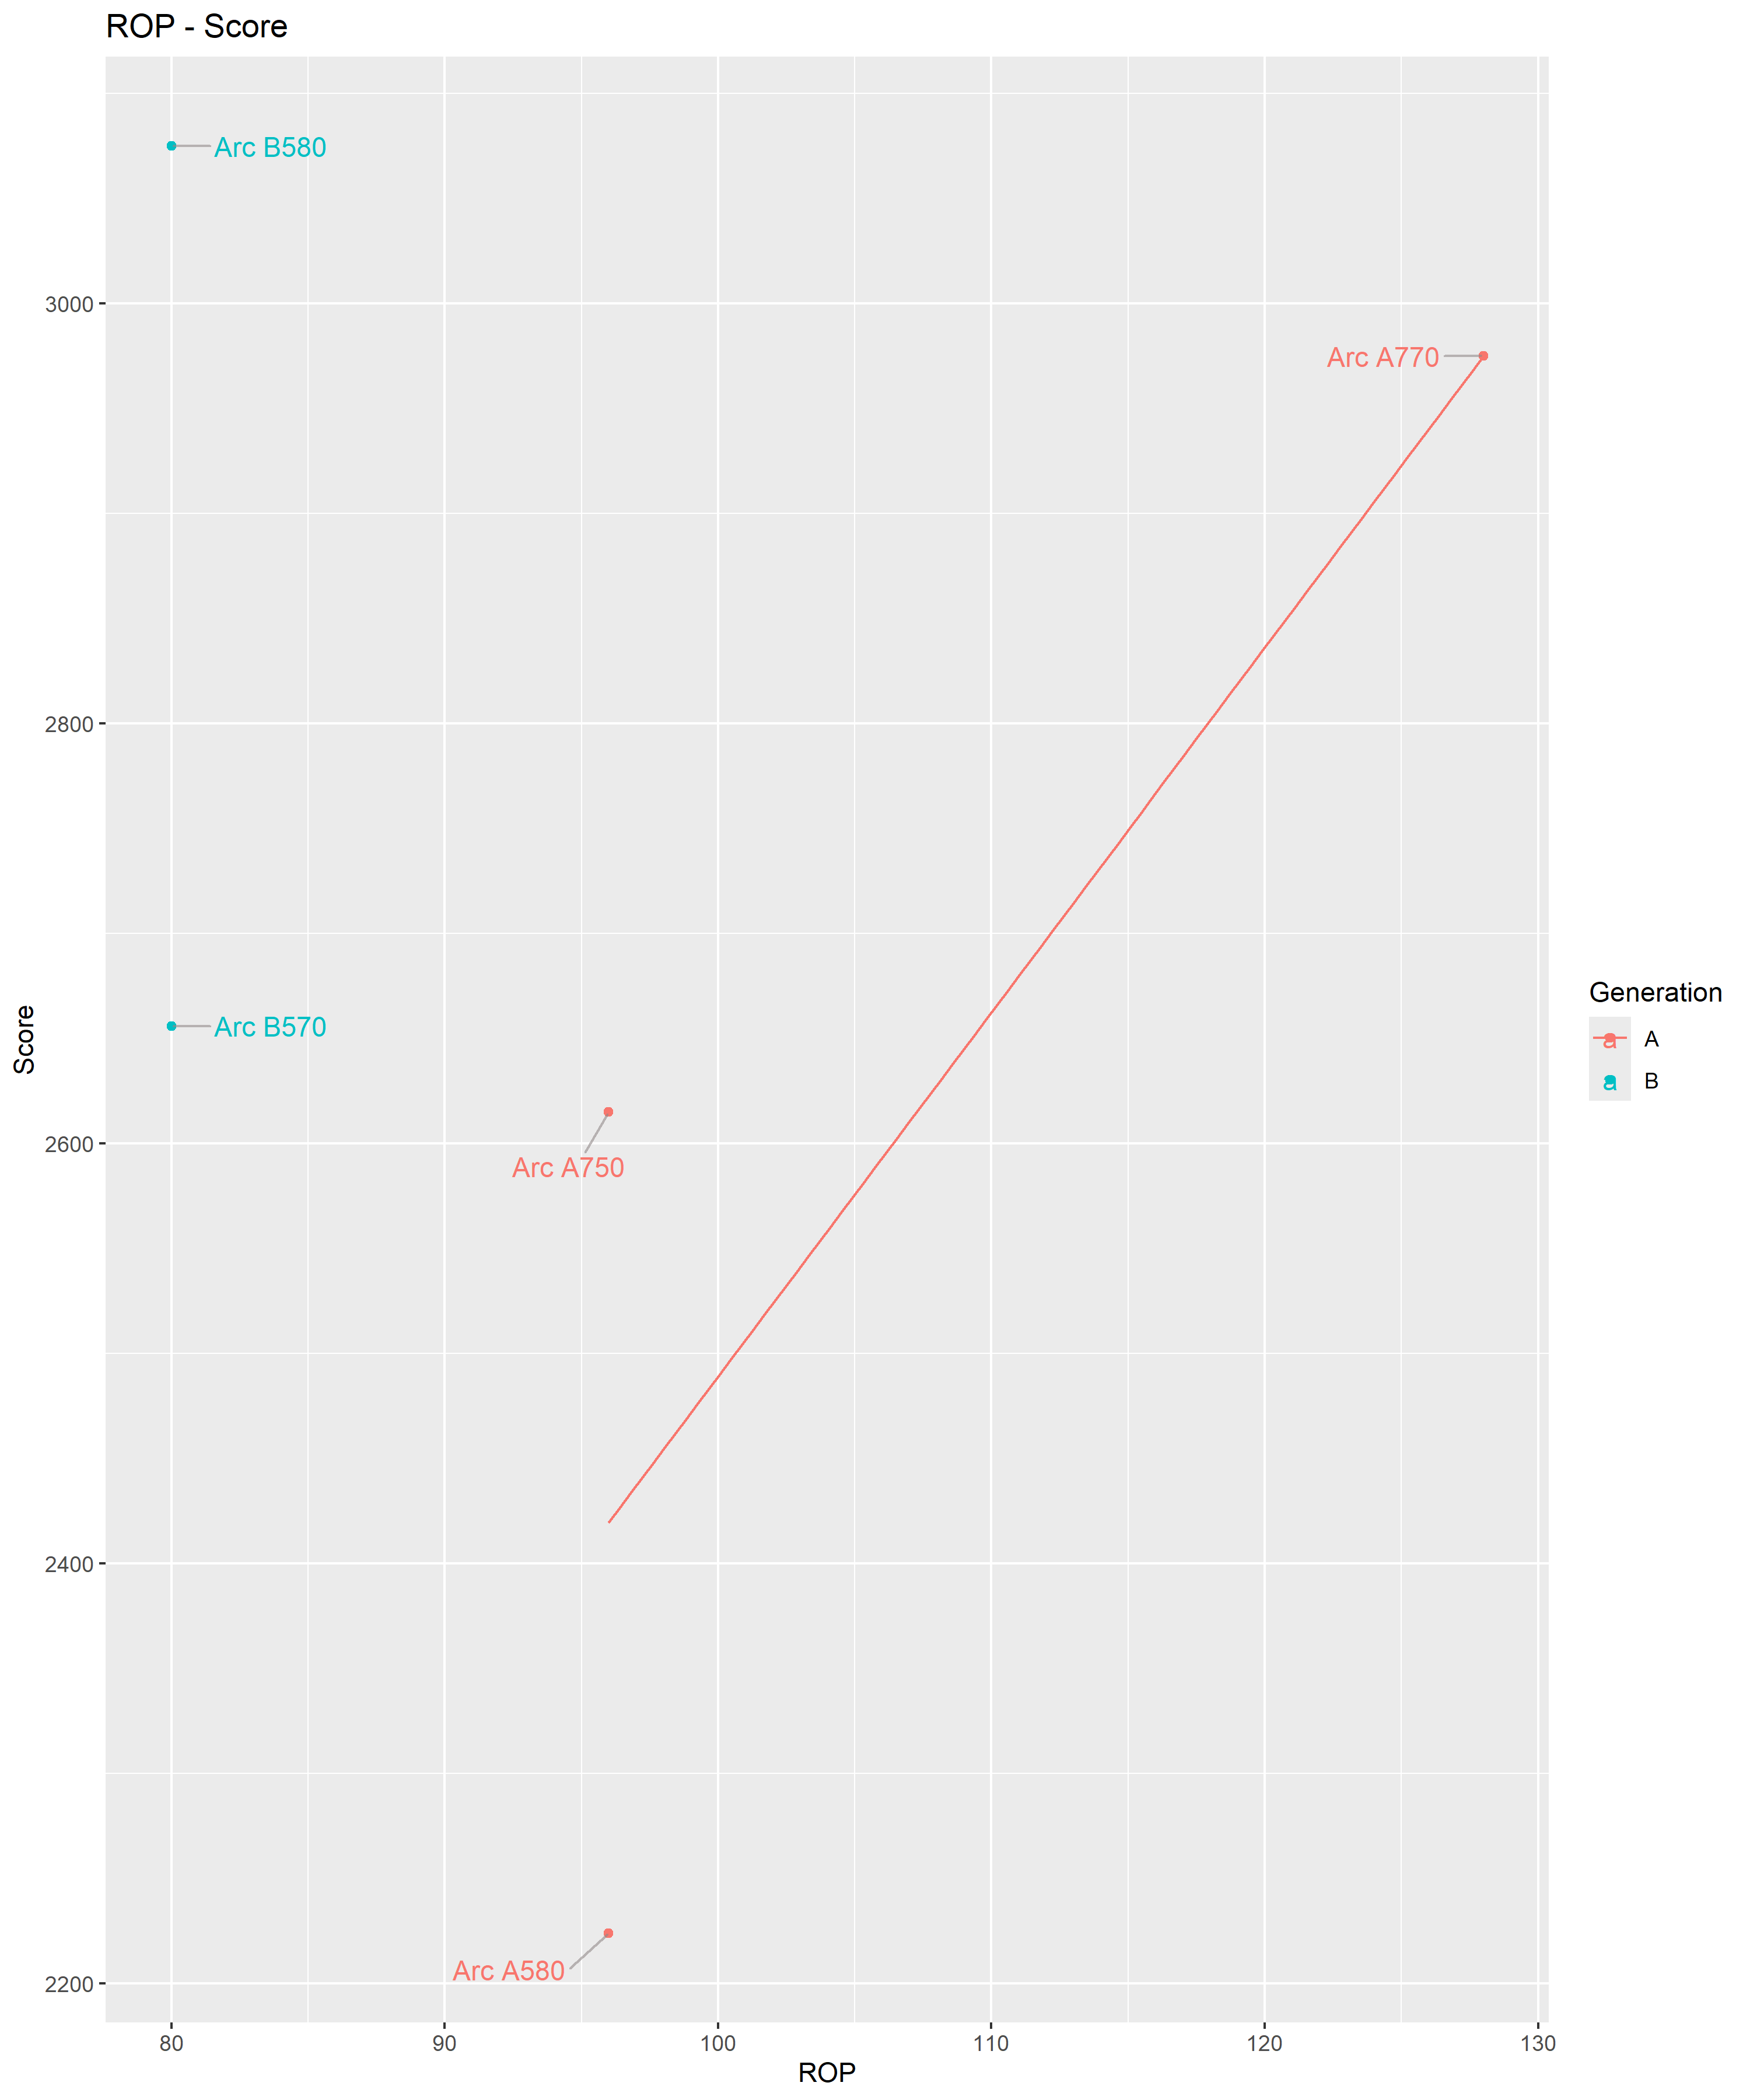 ROP - Score
Arc B580
3000
Arc A770
2800
Score
Arc B570
2600
Arc A750
2400
2200
Arc A580
80
90
100
110
120
130
ROP
Generation
a A
a B